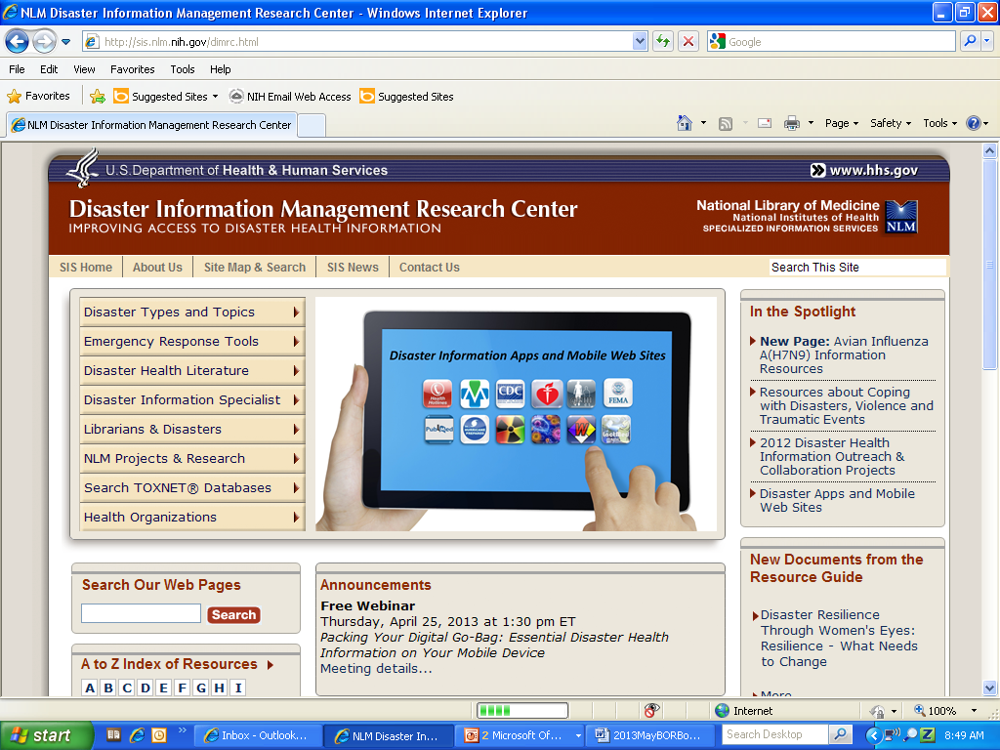 NLM Disaster Information Management Research Center - Windows Internet Explorer
http://sis.nlm.nih.gov/dimrc.html
Google
File Edit View Favorites Tools Help
Favorites Suggested Sites NIH Email Web Access Suggested Sites
NLM Disaster Information Management Research Center
Page Safety Tools
U.S.Department of Health & Human Services
www.hhs.gov
Disaster Information Management Research Center
IMPROVING ACCESS TO DISASTER HEALTH INFORMATION
National Library of Medicine
National Institutes of Health
SPECIALIZED INFORMATION SERVICES
NLM
SIS Home About Us Site Map & Search SIS News Contact Us
Search This Site
Disaster Types and Topics
Emergency Response Tools
Disaster Health Literature
Disaster Information Specialist
Librarians & Disasters
NLM Projects & Research
Search TOXNET® Databases
Health Organizations
Disaster Information Apps and Mobile Web Sites
Health Hotlines
CDC
FEMA
PubMed
HURRICANE
W
In the Spotlight
New Page: Avian Influenza
A(H7N9) Information
Resources
Resources about Coping
with Disasters, Violence and
Traumatic Events
2012 Disaster Health
Information Outreach &
Collaboration Projects
Disaster Apps and Mobile
Web Sites
Search Our Web Pages
Search
A to Z Index of Resources
A B C D E F G H I
Announcements
Free Webinar
Thursday, April 25, 2013 at 1:30 pm ET
Packing Your Digital Go-Bag: Essential Disaster Health
Information on Your Mobile Device
Meeting details...
New Documents from the
Resource Guide
Disaster Resilience
Through Women's Eyes:
Resilience - What Needs
to Change
More
Internet
100%
start
Inbox - Outlook...
NLM Disaster In...
2 Microsoft Of...
2013MayBORBo...
Search Desktop
8:49 AM